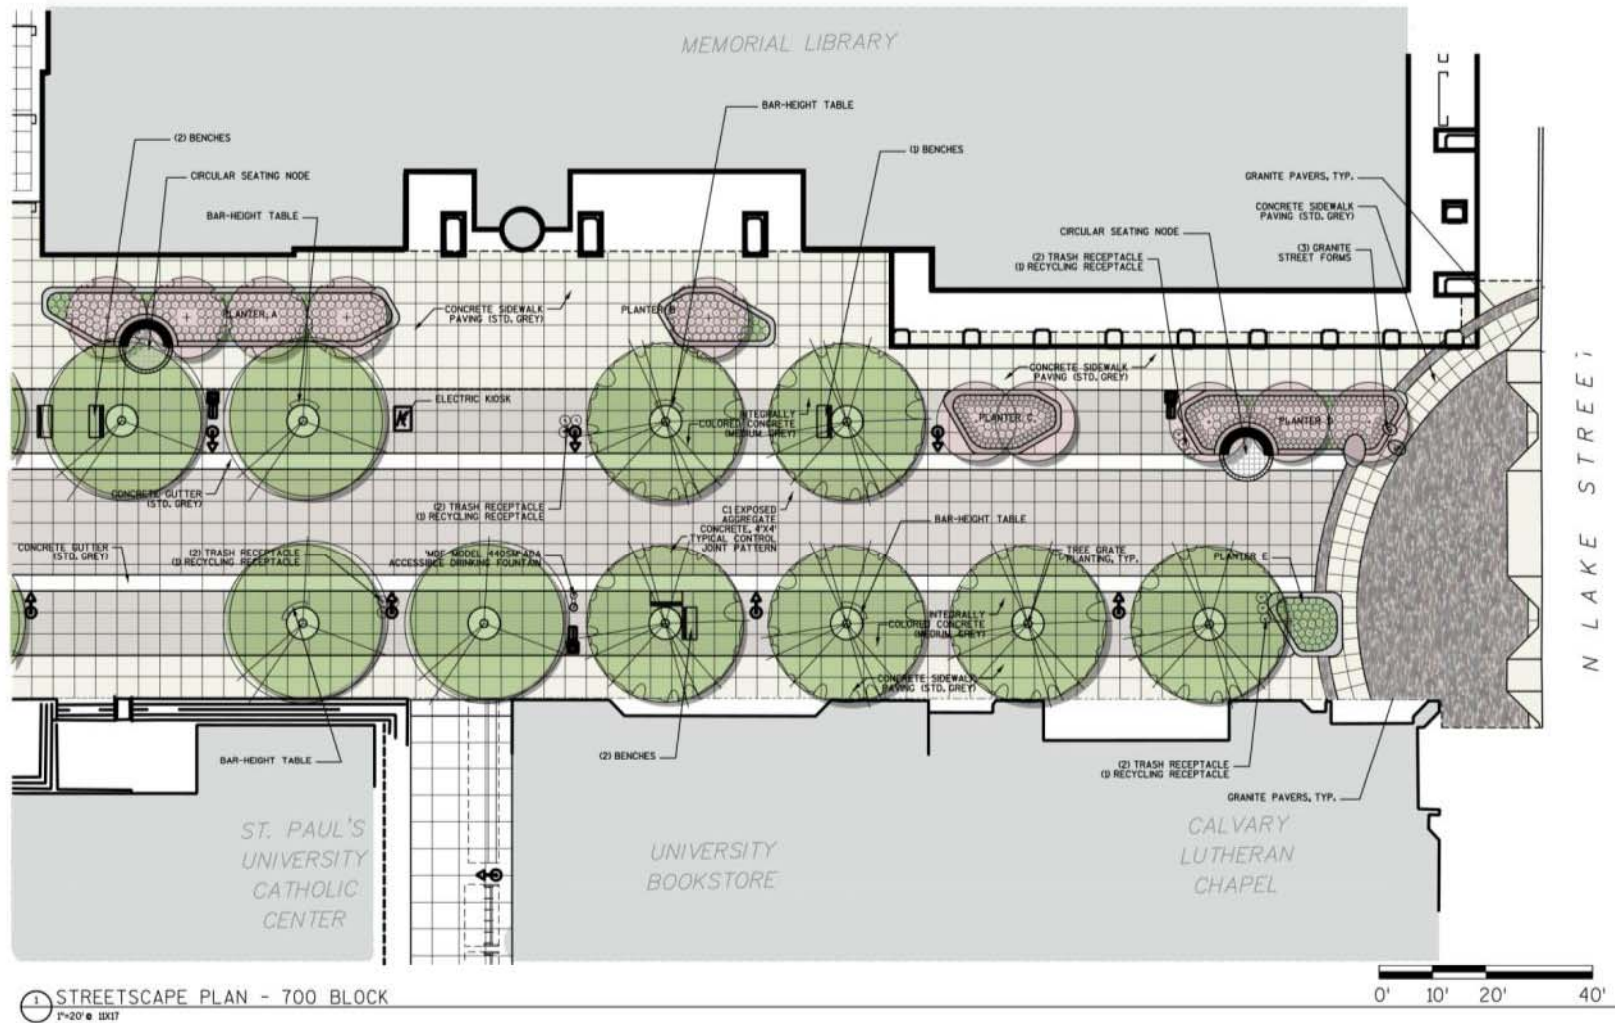 MEMORIAL LIBRARY
BAR-HEIGHT TABLE
(2) BENCHES
(1) BENCHES
CIRCULAR SEATING NODE
GRANITE PAVERS, TYP.
BAR-HEIGHT TABLE
CONCRETE SIDEWALK
PAVING (STD. GREY)
CIRCULAR SEATING NODE
(3) GRANITE
STREET FORMS
(2) TRASH RECEPTACLE
(1) RECYCLING RECEPTACLE
PLANTER A
CONCRETE SIDEWALK
PAVING (STD. GREY)
PLANTER B
CONCRETE SIDEWALK
PAVING (STD. GREY)
ELECTRIC KIOSK
K
INTEGRALLY
COLORED CONCRETE
(MEDIUM GREY)
PLANTER C
PLANTER D
N LAKE STREET
CONCRETE GUTTER
(STD. GREY)
(2) TRASH RECEPTACLE
(1) RECYCLING RECEPTACLE
C1 EXPOSED
AGGREGATE
CONCRETE, 4'X4'
TYPICAL CONTROL
JOINT PATTERN
BAR-HEIGHT TABLE
CONCRETE GUTTER
(STD. GREY)
(2) TRASH RECEPTACLE
(1) RECYCLING RECEPTACLE
MODEL 440SM ADA
ACCESSIBLE DRINKING FOUNTAIN
TREE GRATE
PLANTING, TYP.
PLANTER E
INTEGRALLY
COLORED CONCRETE
(MEDIUM GREY)
CONCRETE SIDEWALK
PAVING (STD. GREY)
BAR-HEIGHT TABLE
(2) BENCHES
(2) TRASH RECEPTACLE
(1) RECYCLING RECEPTACLE
GRANITE PAVERS, TYP.
ST. PAUL'S
UNIVERSITY
CATHOLIC
CENTER
UNIVERSITY
BOOKSTORE
CALVARY
LUTHERAN
CHAPEL
1 STREETSCAPE PLAN - 700 BLOCK
1"=20' @ 11X17
0' 10' 20' 40'